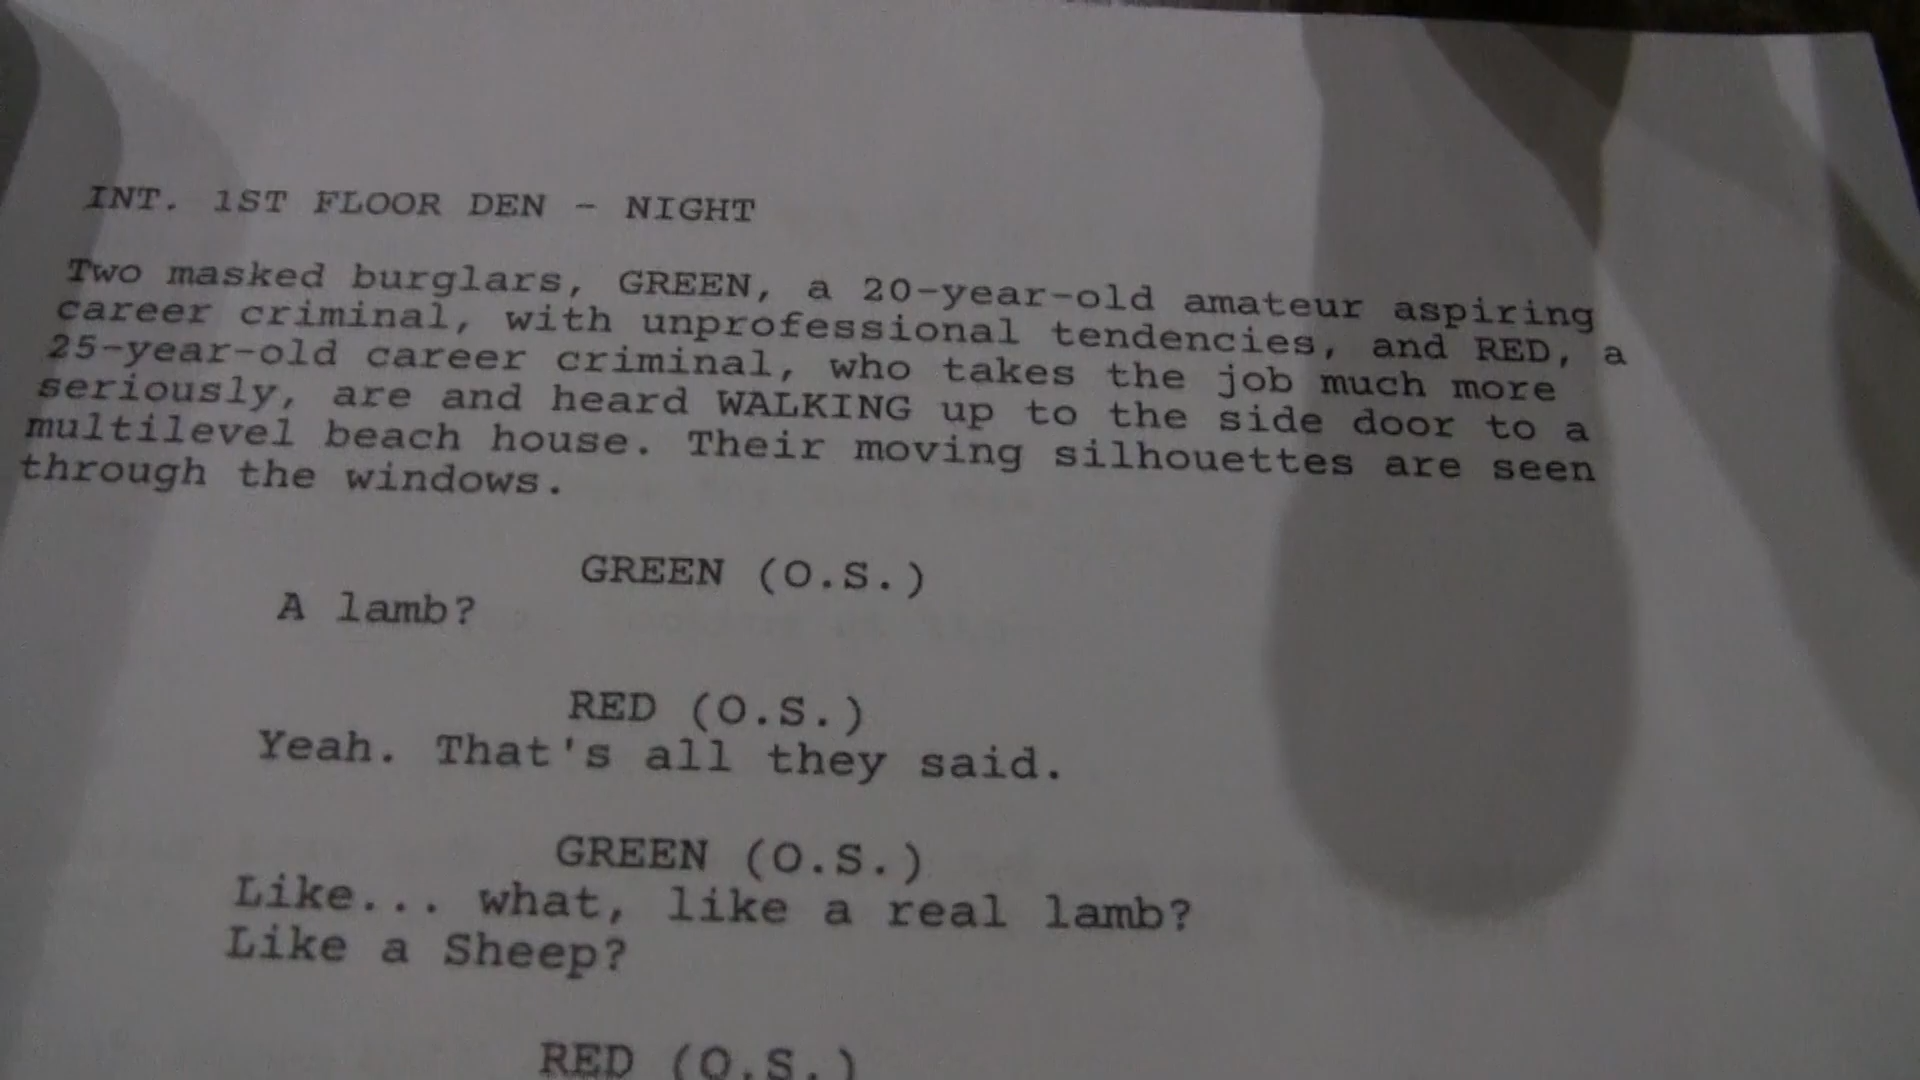 INT. 1ST FLOOR DEN - NIGHT
Two masked burglars, GREEN, a 20-year-old amateur aspiring
career criminal, with unprofessional tendencies, and RED, a
25-year-old career criminal, who takes the job much more
seriously, are and heard WALKING up to the side door to a
multilevel beach house. Their moving silhouettes are seen
through the windows.
GREEN (O.S.)
A lamb?
RED (O.S.)
Yeah. That's all they said.
GREEN (O.S.)
Like... what, like a real lamb?
Like a Sheep?
RED (O.S.)